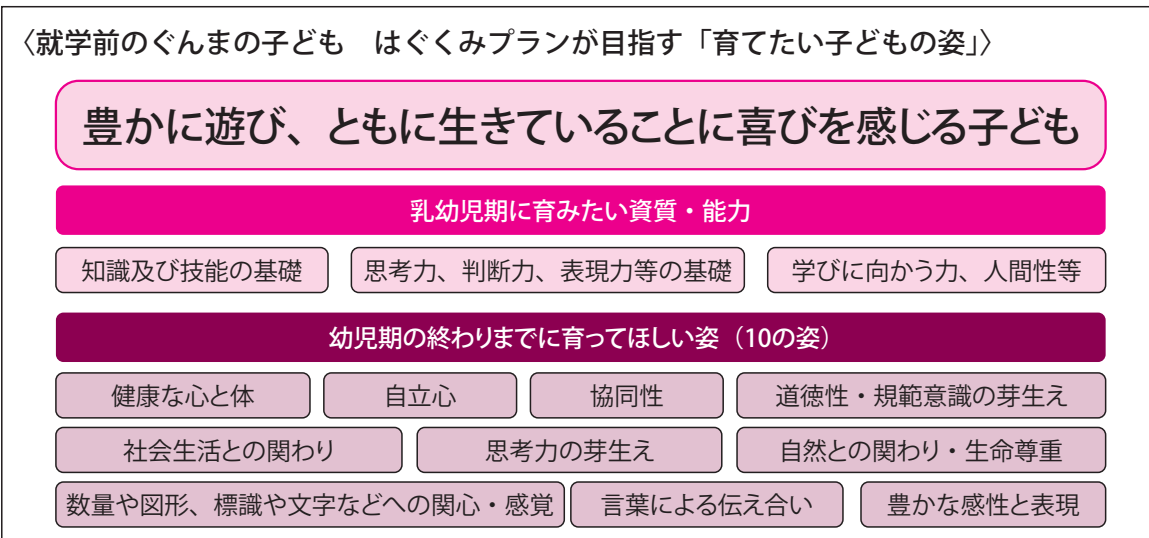 〈就学前のぐんまの子ども　はぐくみプランが目指す「育てたい子どもの姿」〉
豊かに遊び、ともに生きていることに喜びを感じる子ども
乳幼児期に育みたい資質・能力
知識及び技能の基礎　思考力、判断力、表現力等の基礎　学びに向かう力、人間性等
幼児期の終わりまでに育ってほしい姿（10の姿）
健康な心と体　自立心　協同性　道徳性・規範意識の芽生え
社会生活との関わり　思考力の芽生え　自然との関わり・生命尊重
数量や図形、標識や文字などへの関心・感覚　言葉による伝え合い　豊かな感性と表現